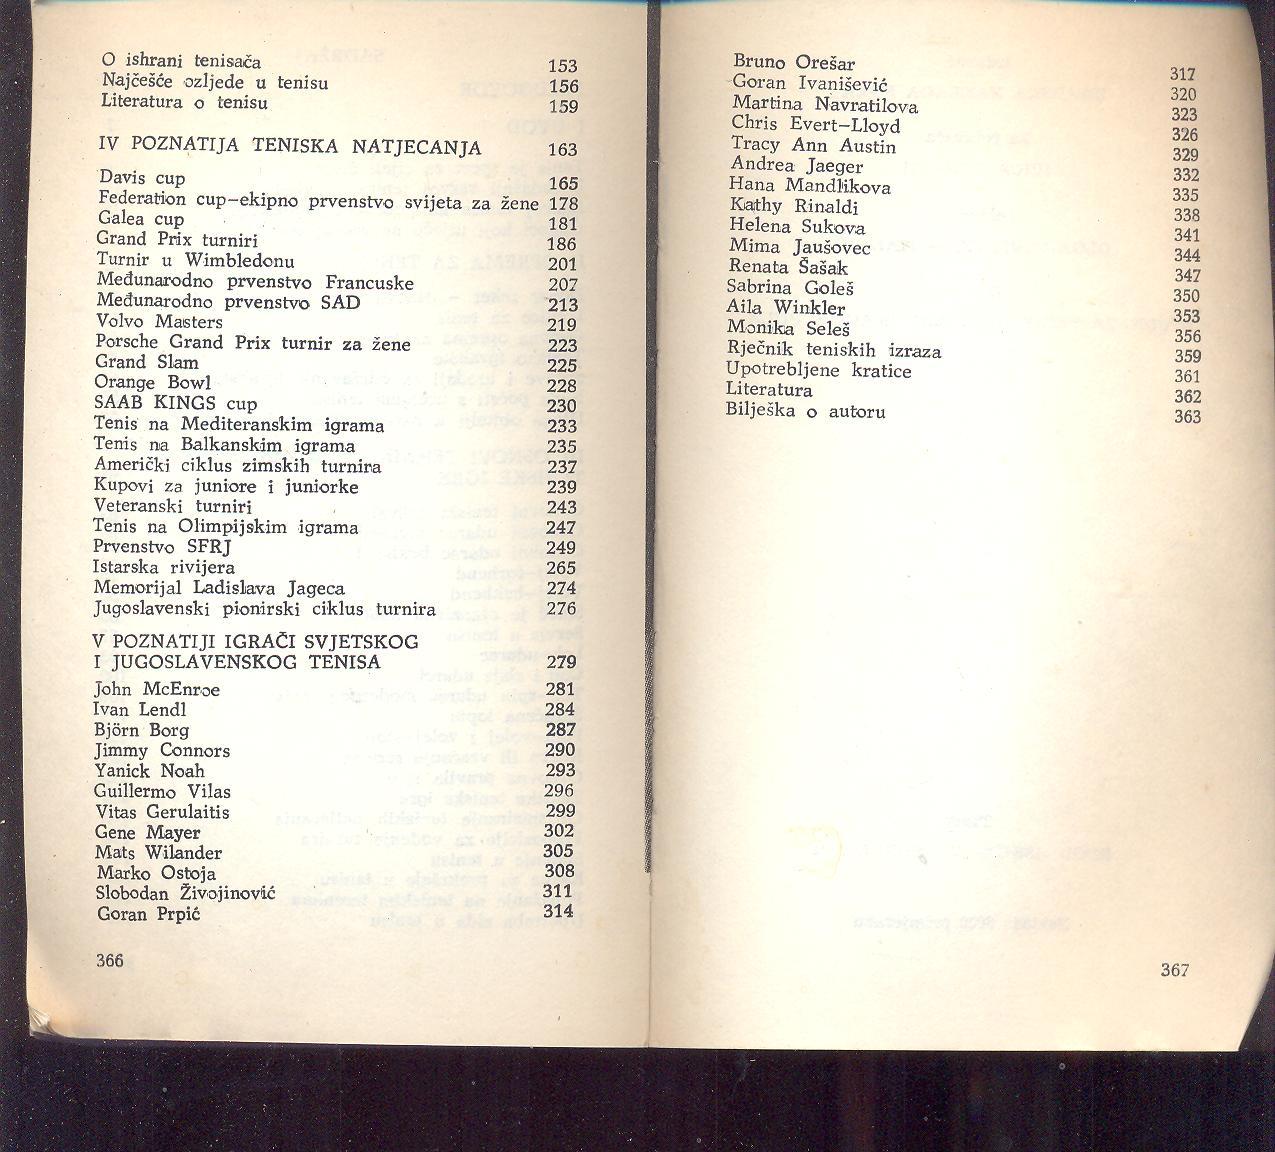 O ishrani tenisača 153
Najčešće ozljede u tenisu 156
Literatura o tenisu 159
IV POZNATIJA TENISKA NATJECANJA 163
Davis cup 165
Federation cup—ekipno prvenstvo svijeta za žene 178
Galea cup 181
Grand Prix turniri 186
Turnir u Wimbledonu 201
Međunarodno prvenstvo Francuske 207
Međunarodno prvenstvo SAD 213
Volvo Masters 219
Porsche Grand Prix turnir za žene 223
Grand Slam 225
Orange Bowl 228
SAAB KINGS cup 230
Tenis na Mediteranskim igrama 233
Tenis na Balkanskim igrama 235
Američki ciklus zimskih turnira 237
Kupovi za juniore i juniorke 239
Veteranski turniri 243
Tenis na Olimpijskim igrama 247
Prvenstvo SFRJ 249
Istarska rivijera 265
Memorijal Ladislava Jageca 274
Jugoslavenski pionirski ciklus turnira 276
V POZNATIJI IGRAČI SVJETSKOG
I JUGOSLAVENSKOG TENISA 279
John McEnroe 281
Ivan Lendl 284
Björn Borg 287
Jimmy Connors 290
Yanick Noah 293
Guillermo Vilas 296
Vitas Gerulaitis 299
Gene Mayer 302
Mats Wilander 305
Marko Ostoja 308
Slobodan Živojinović 311
Goran Prpić 314
366
Bruno Orešar 317
Goran Ivanišević 320
Martina Navratilova 323
Chris Evert—Lloyd 326
Tracy Ann Austin 329
Andrea Jaeger 332
Hana Mandlikova 335
Kathy Rinaldi 338
Helena Sukova 341
Mima Jaušovec 344
Renata Šašak 347
Sabrina Goleš 350
Aila Winkler 353
Monika Seleš 356
Rječnik teniskih izraza 359
Upotrebljene kratice 361
Literatura 362
Bilješka o autoru 363
367